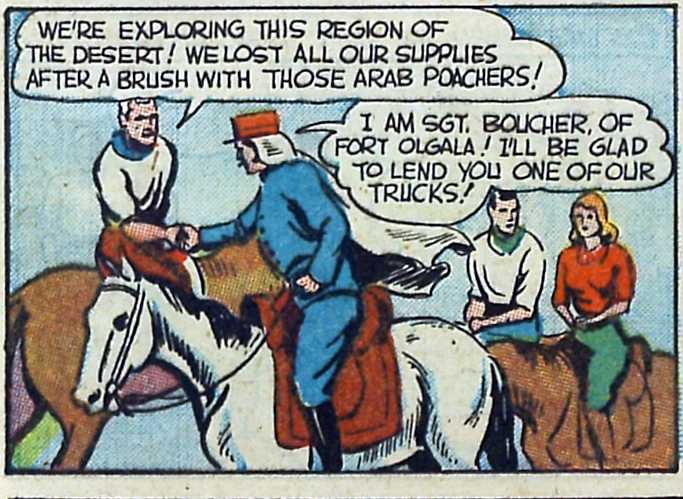 WE'RE EXPLORING THIS REGION OF
THE DESERT! WE LOST ALL OUR SUPPLIES
AFTER A BRUSH WITH THOSE ARAB POACHERS!
I AM SGT. BOUCHER, OF
FORT OLGALA! I'LL BE GLAD
TO LEND YOU ONE OF OUR
TRUCKS!